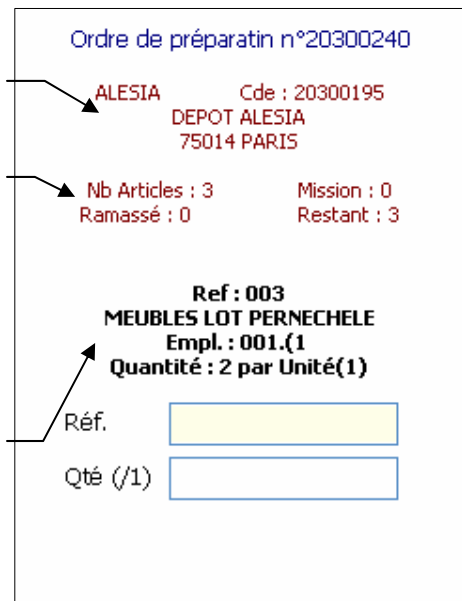 Ordre de préparatin n°20300240
ALESIA Cde : 20300195
DEPOT ALESIA
75014 PARIS
Nb Articles : 3 Mission : 0
Ramassé : 0 Restant : 3
Ref : 003
MEUBLES LOT PERNECHELE
Empl. : 001.(1
Quantité : 2 par Unité(1)
Réf.
Qté (/1)